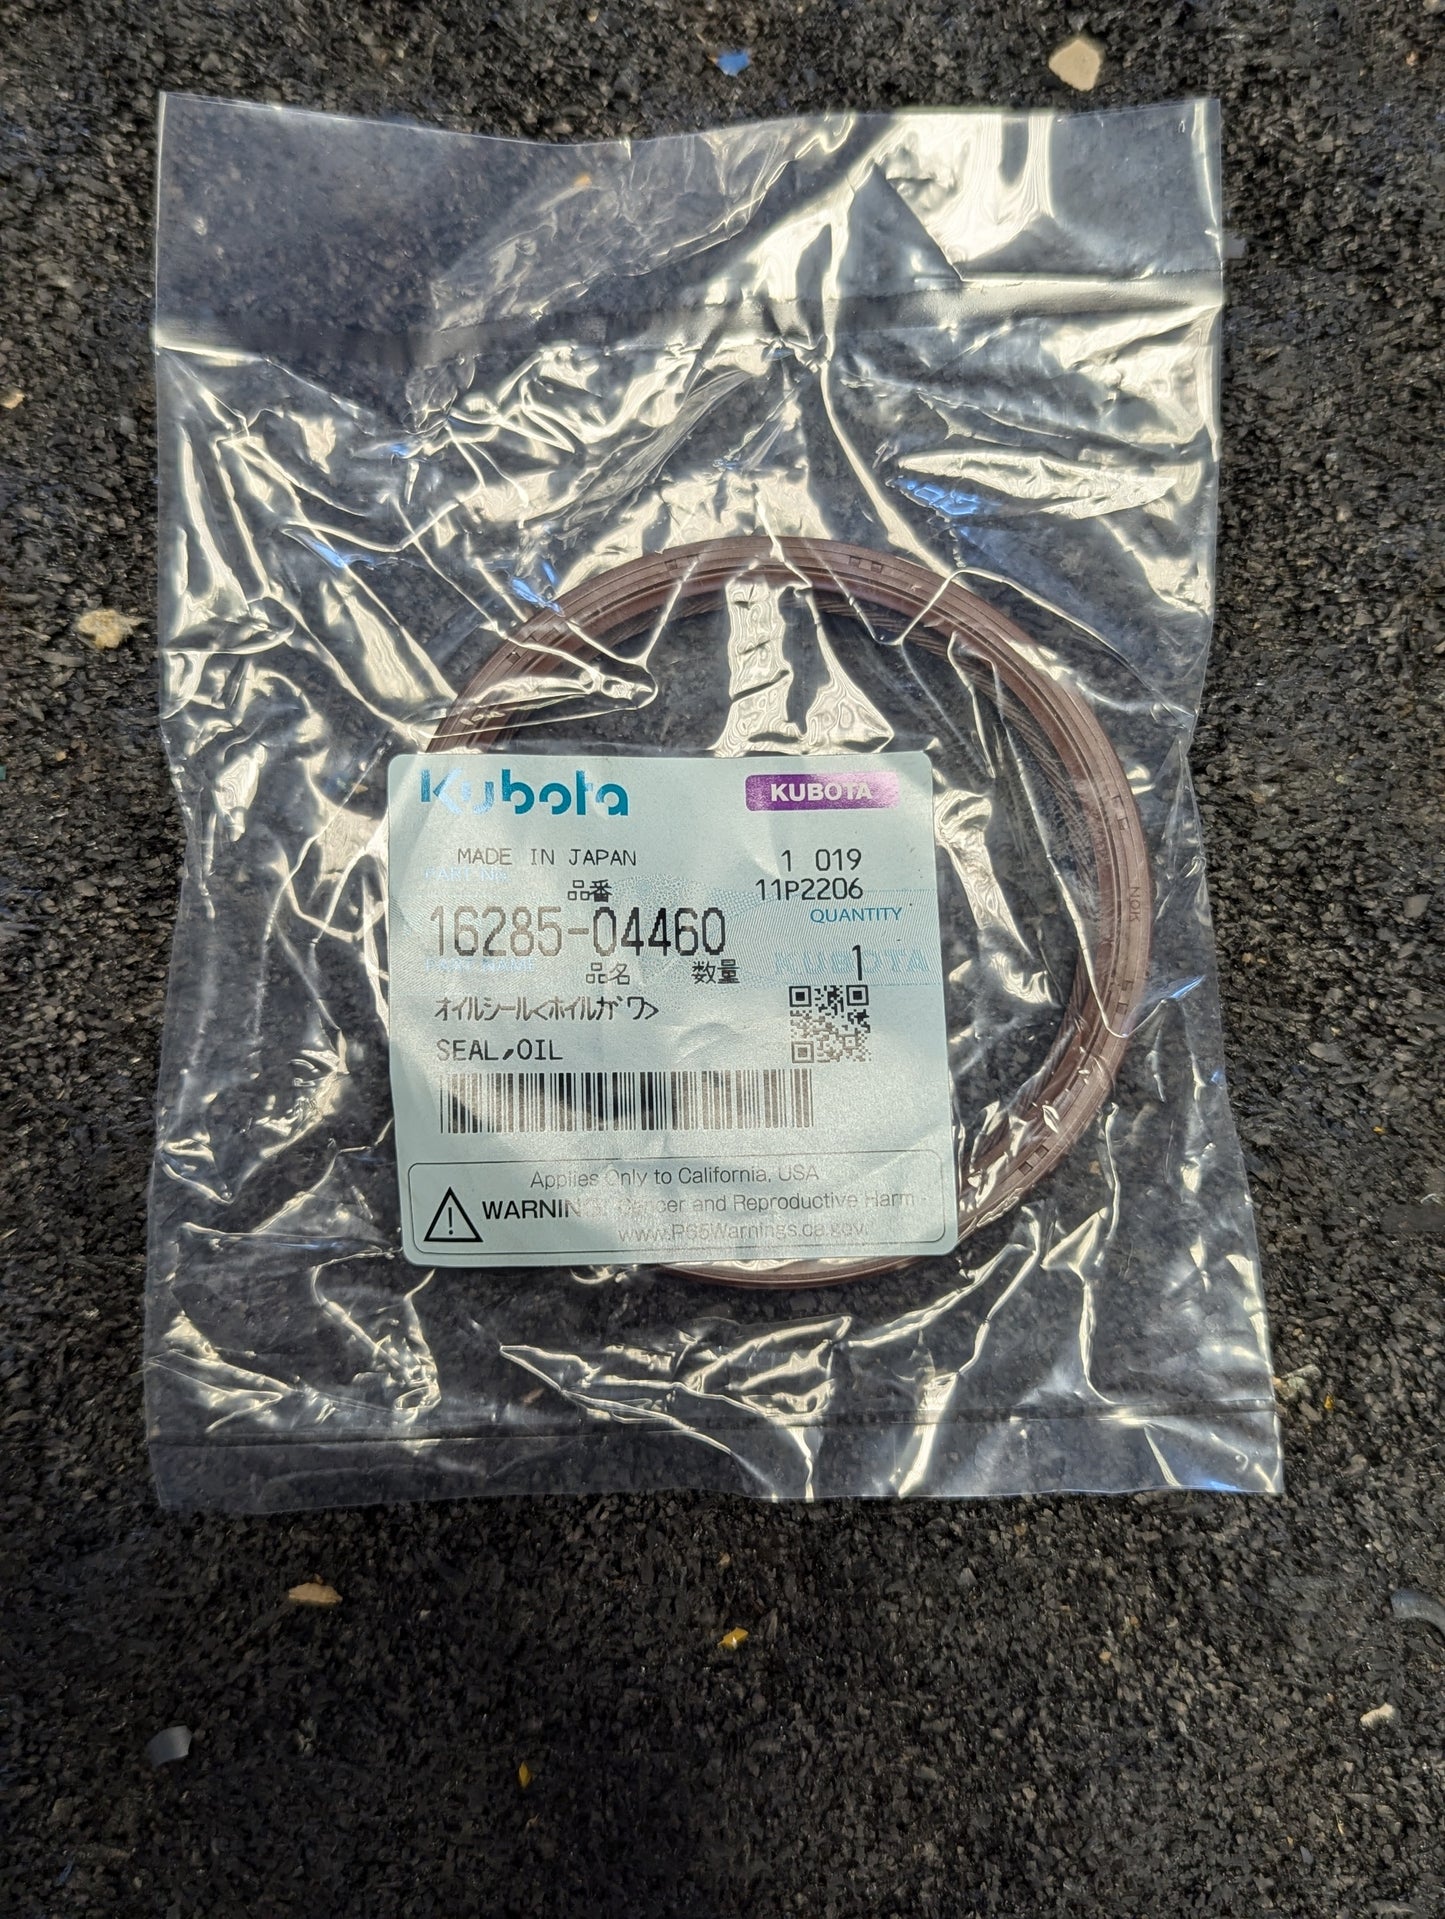 Kubota KUBOTA
MADE IN JAPAN 1 019
PART No.
品番 11P2206
QUANTITY
16285-04460
PART NAME
品名 数量 1
KUBOTA
オイルシール<ホイルガワ>
SEAL,OIL
Applies Only to California, USA
WARNING: Cancer and Reproductive Harm
www.P65Warnings.ca.gov.
NOK